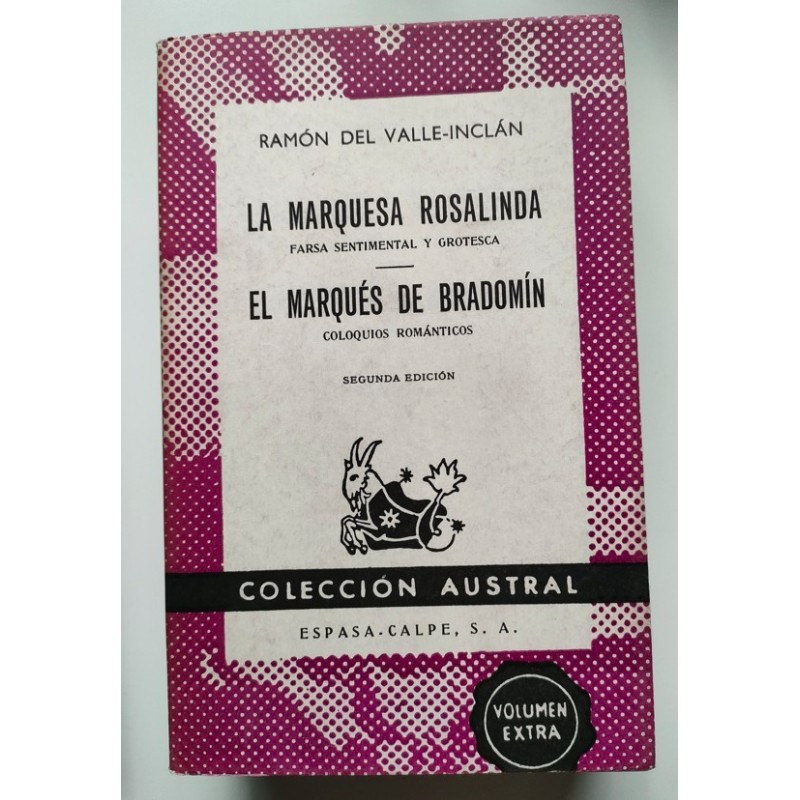 RAMÓN DEL VALLE-INCLÁN
LA MARQUESA ROSALINDA
FARSA SENTIMENTAL Y GROTESCA
EL MARQUÉS DE BRADOMÍN
COLOQUIOS ROMÁNTICOS
SEGUNDA EDICIÓN
COLECCIÓN AUSTRAL
ESPASA-CALPE, S. A.
VOLUMEN
EXTRA